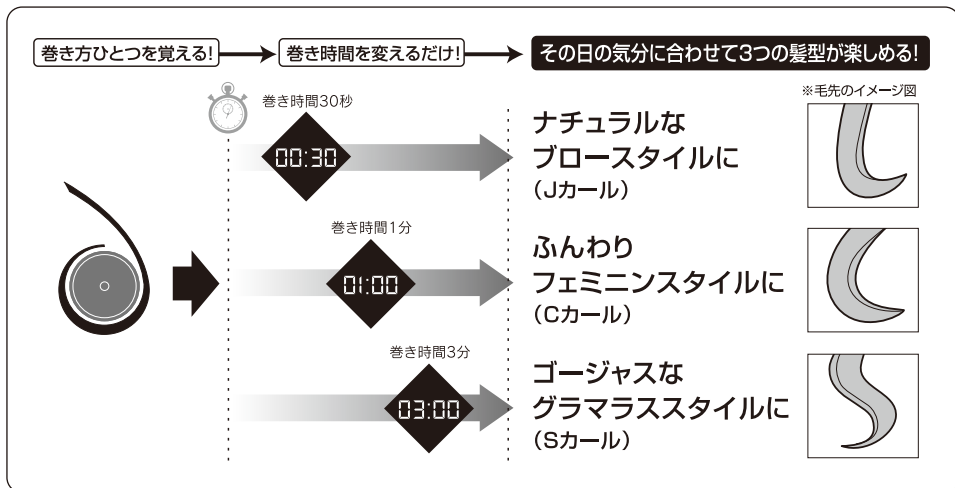 巻き方ひとつを覚える!
巻き時間を変えるだけ!
その日の気分に合わせて3つの髪型が楽しめる!
※毛先のイメージ図
巻き時間30秒
00:30
ナチュラルな
ブロースタイルに
(Jカール)
巻き時間1分
01:00
ふんわり
フェミニンスタイルに
(Cカール)
巻き時間3分
03:00
ゴージャスな
グラマラススタイルに
(Sカール)